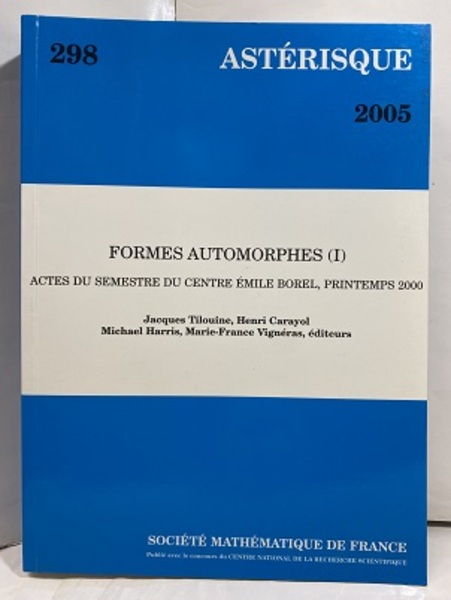 298
ASTÉRISQUE
2005
FORMES AUTOMORPHES (I)
ACTES DU SEMESTRE DU CENTRE ÉMILE BOREL, PRINTEMPS 2000
Jacques Tilouine, Henri Carayol
Michael Harris, Marie-France Vignéras, éditeurs
SOCIÉTÉ MATHÉMATIQUE DE FRANCE
Publié avec le concours du CENTRE NATIONAL DE LA RECHERCHE SCIENTIFIQUE